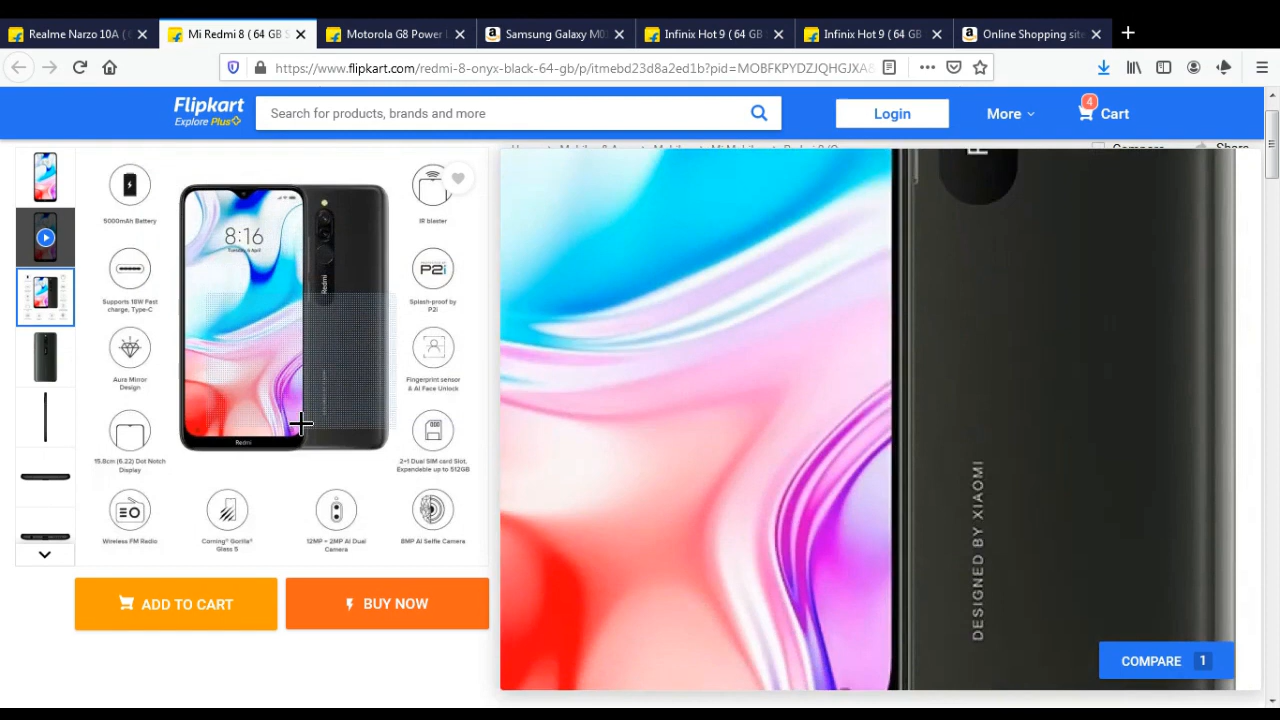 Realme Narzo 10A (
Mi Redmi 8 ( 64 GB S
Motorola G8 Power
Samsung Galaxy M0
Infinix Hot 9 ( 64 GB
Infinix Hot 9 ( 64 GB
Online Shopping site
https://www.flipkart.com/redmi-8-onyx-black-64-gb/p/itmebd23d8a2ed1b?pid=MOBFKPYDZJQHGJXA8
Flipkart
Explore Plus
Search for products, brands and more
Login
More
4
Cart
Compare
Share
5000mAh Battery
IR blaster
8:16
Redmi
P2i
Supports 18W Fast
charge, Type-C
Splash-proof by
P2i
Aura Mirror
Design
Fingerprint sensor
& AI Face Unlock
Redmi
15.8cm (6.22) Dot Notch
Display
2+1 Dual SIM card Slot,
Expandable up to 512GB
Wireless FM Radio
Corning® Gorilla®
Glass 5
12MP + 2MP AI Dual
Camera
8MP AI Selfie Camera
DESIGNED BY XIAOMI
ADD TO CART
BUY NOW
COMPARE 1